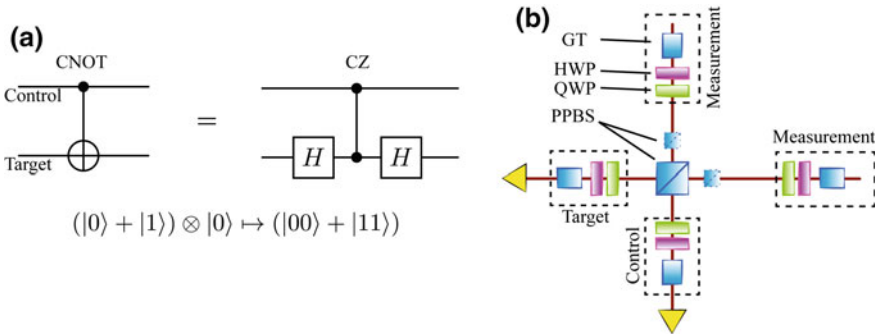 (a)
CNOT
CZ
Control
Target
=
H
H
(|0⟩ + |1⟩) ⊗ |0⟩ ↦ (|00⟩ + |11⟩)
(b)
GT
HWP
QWP
PPBS
Measurement
Measurement
Target
Control